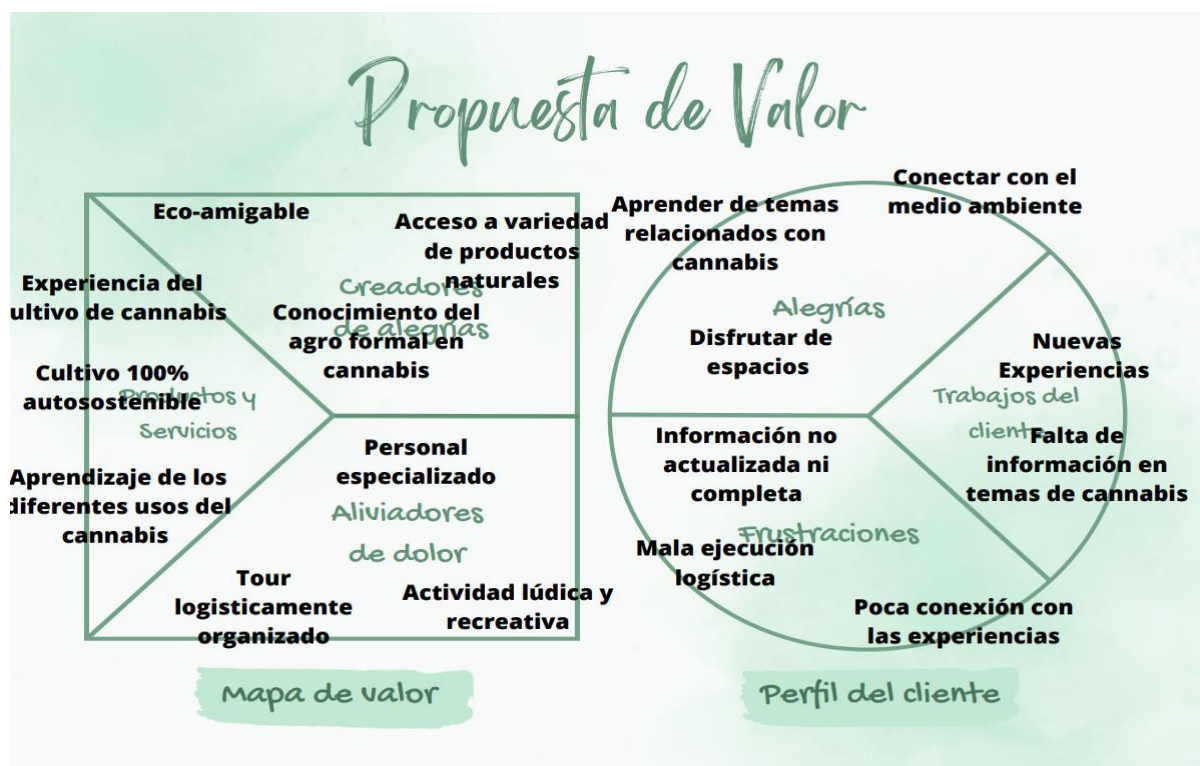 Propuesta de Valor
Eco-amigable
Acceso a variedad
de productos
naturales
Creadores
de alegrías
Conocimiento del
agro formal en
cannabis
Experiencia del
ultivo de cannabis
Cultivo 100%
autosostenible
Productos y
Servicios
Aprendizaje de los
diferentes usos del
cannabis
Personal
especializado
Aliviadores
de dolor
Tour
logisticamente
organizado
Actividad lúdica y
recreativa
Mapa de valor
Conectar con el
medio ambiente
Aprender de temas
relacionados con
cannabis
Alegrías
Disfrutar de
espacios
Nuevas
Experiencias
Trabajos del
cliente
Falta de
información en
temas de cannabis
Información no
actualizada ni
completa
Frustraciones
Mala ejecución
logística
Poca conexión con
las experiencias
Perfil del cliente